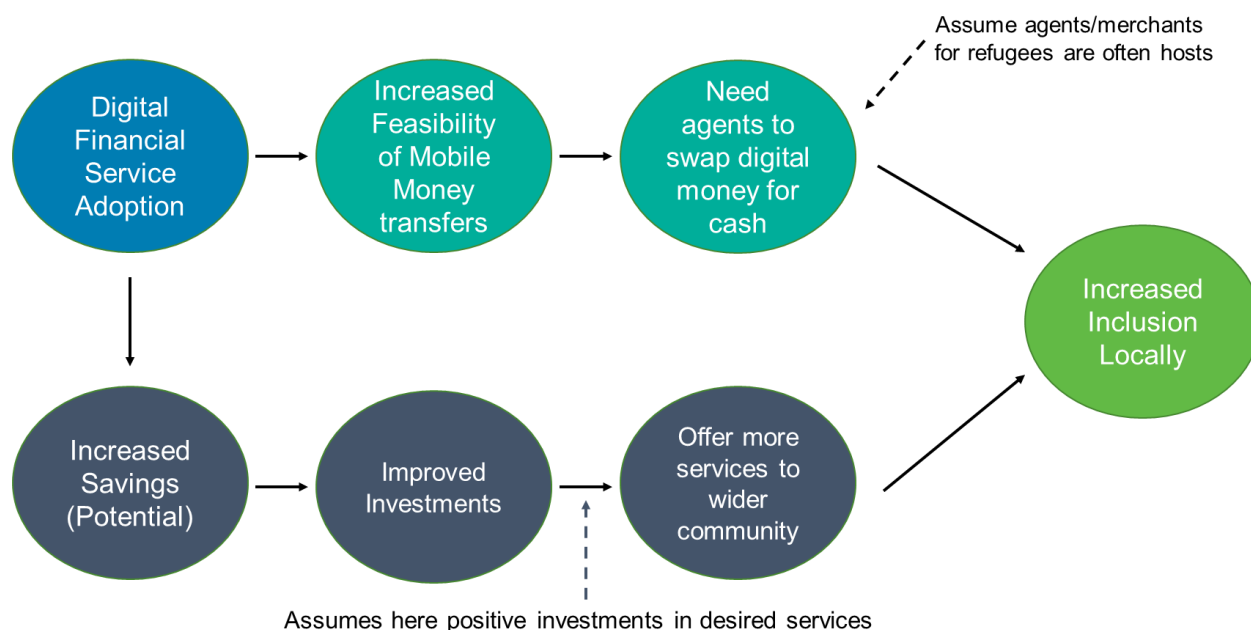 Assume agents/merchants
for refugees are often hosts
Digital
Financial
Service
Adoption
Increased
Feasibility
of Mobile
Money
transfers
Need
agents to
swap digital
money for
cash
Increased
Inclusion
Locally
Increased
Savings
(Potential)
Improved
Investments
Offer more
services to
wider
community
Assumes here positive investments in desired services